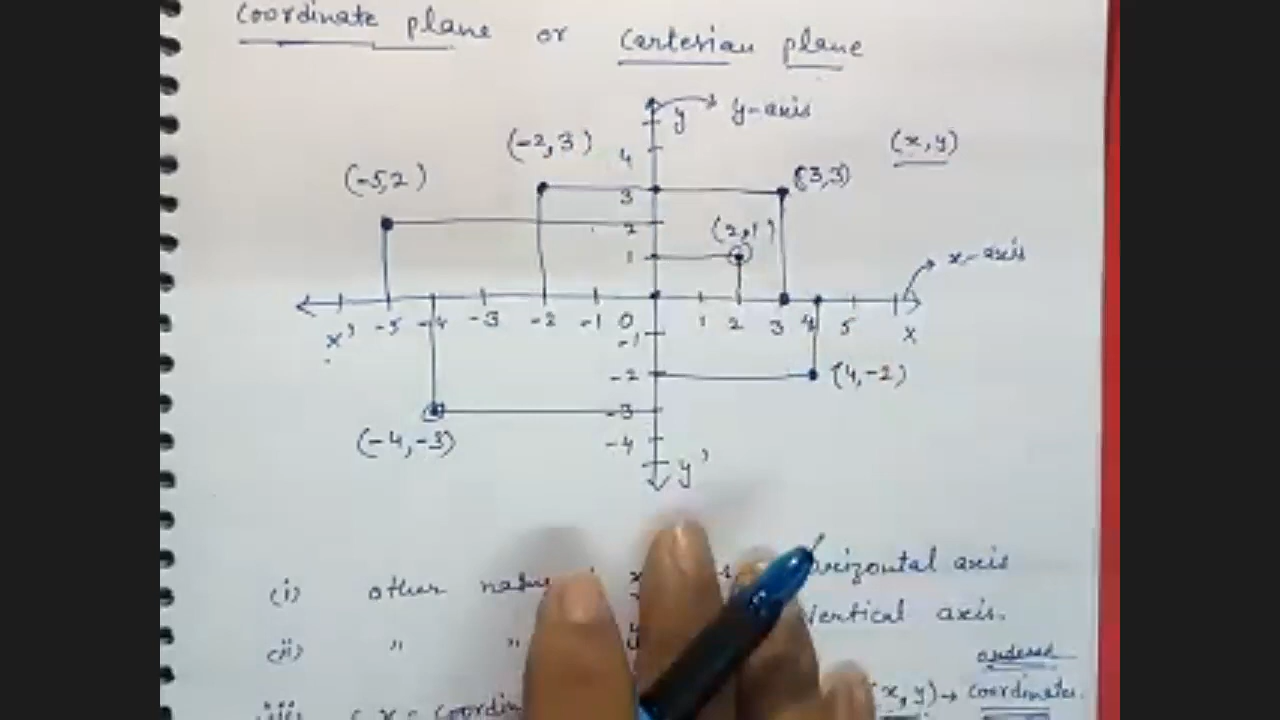 Coordinate plane or Cartesian plane
y y-axis
(-2,3) 4 (x,y)
(-5,2) 3 (3,3)
2 (2,1)
1 x-axis
x' -5 -4 -3 -2 -1 0 1 2 3 4 5 x
-1
-2 (4,-2)
-3
(-4,-3) -4
y'
(i) other horizontal axis
(ii) " " Vertical axis.
ordered
(iii) x = (x,y) → coordinates.